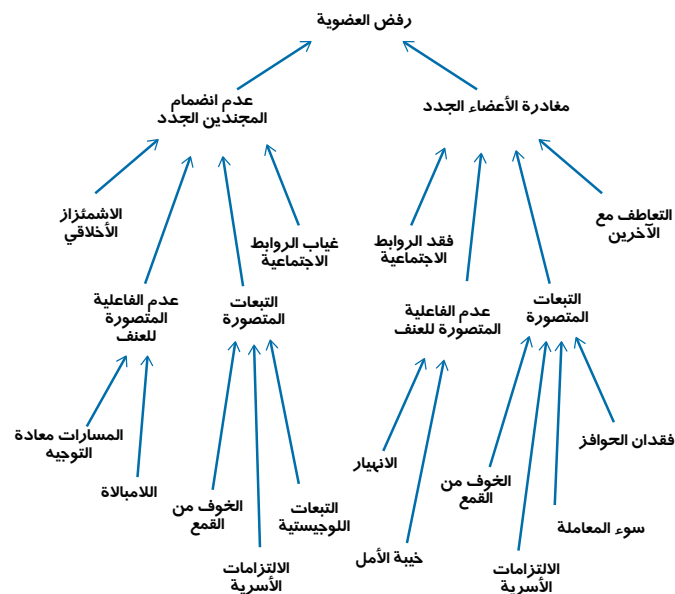 رفض العضوية
عدم انضمام
المجندين الجدد
مغادرة الأعضاء الجدد
الاشمئزاز
الأخلاقي
غياب الروابط
الاجتماعية
فقد الروابط
الاجتماعية
التعاطف مع
الآخرين
عدم الفاعلية
المتصورة
للعنف
التبعات
المتصورة
عدم الفاعلية
المتصورة للعنف
التبعات
المتصورة
المسارات معادة
التوجيه
اللامبالاة
الخوف من
القمع
الالتزامات
الأسرية
التبعات
اللوجيستية
الانهيار
خيبة الأمل
الخوف من
القمع
الالتزامات
الأسرية
سوء المعاملة
فقدان الحوافز